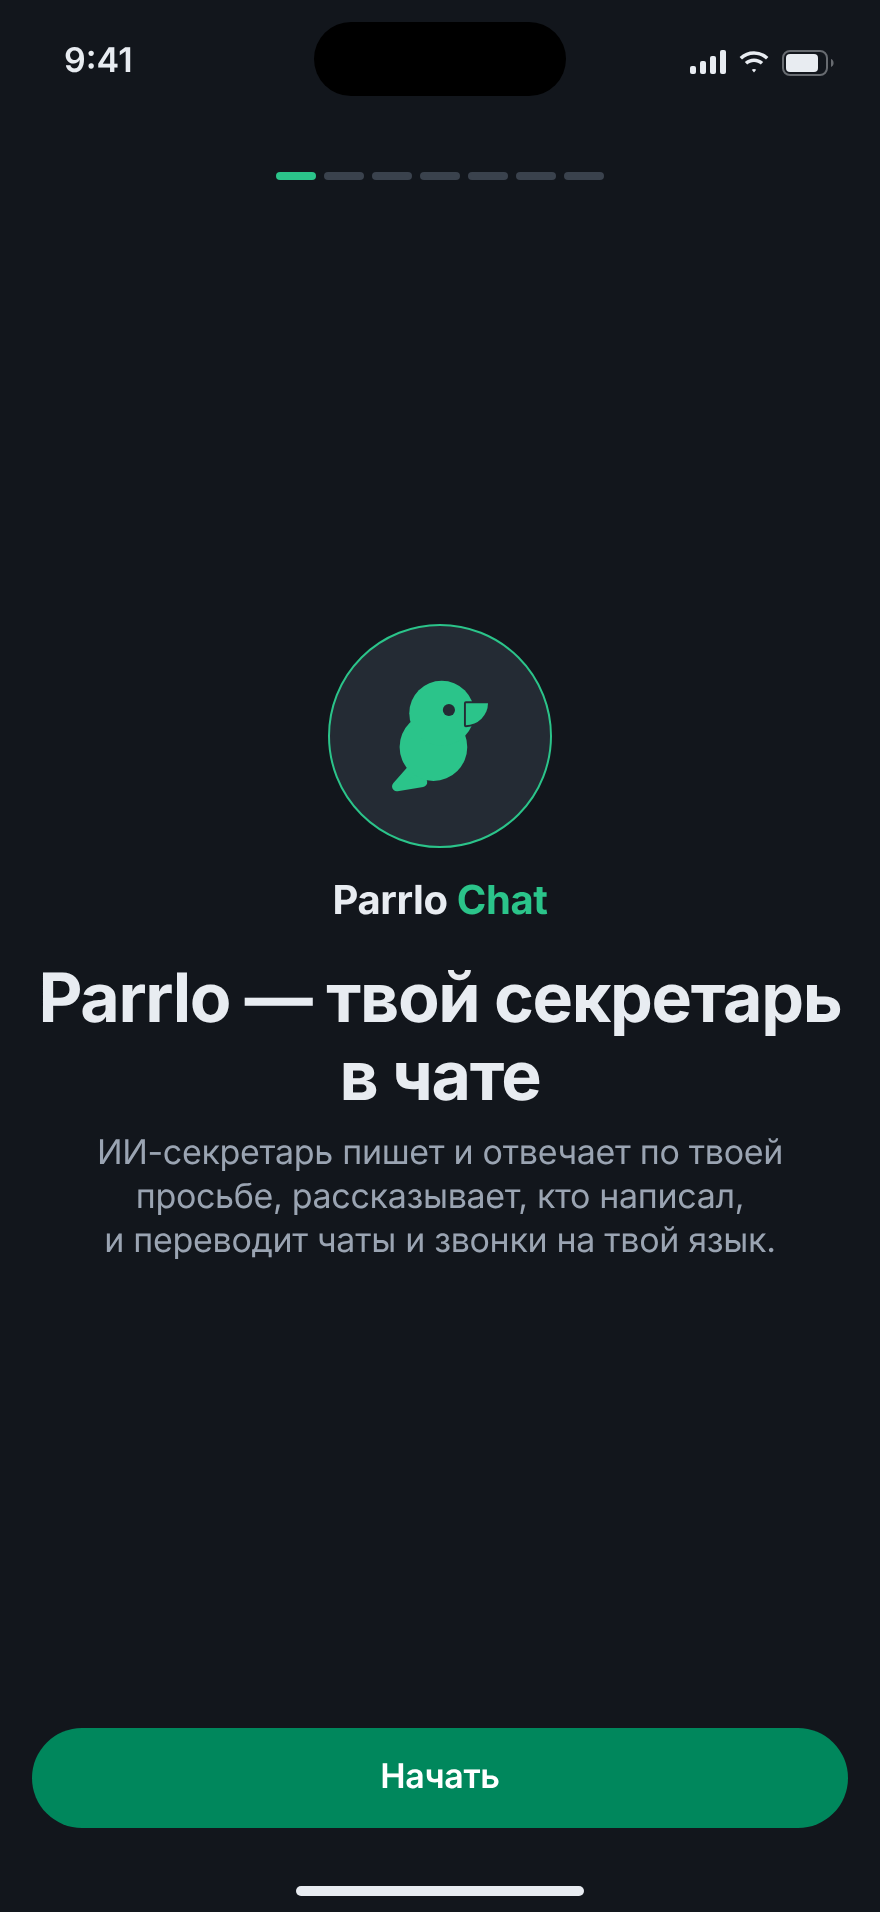 9:41
Parrlo Chat
Parrlo — твой секретарь
в чате
ИИ-секретарь пишет и отвечает по твоей
просьбе, рассказывает, кто написал,
и переводит чаты и звонки на твой язык.
Начать